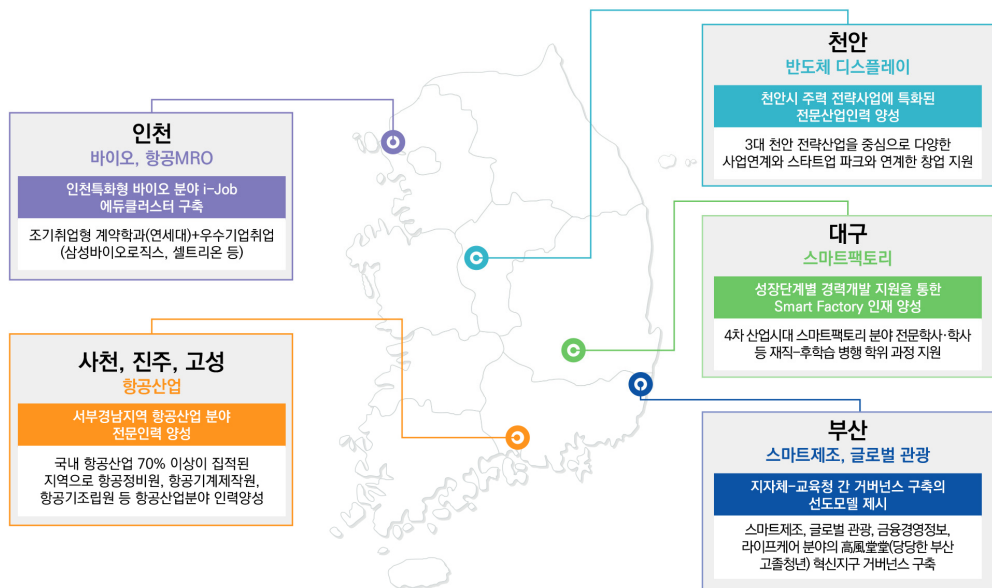 인천
바이오, 항공MRO
인천특화형 바이오 분야 i-Job
에듀클러스터 구축
조기취업형 계약학과(연세대)+우수기업취업
(삼성바이오로직스, 셀트리온 등)
사천, 진주, 고성
항공산업
서부경남지역 항공산업 분야
전문인력 양성
국내 항공산업 70% 이상이 집적된
지역으로 항공정비원, 항공기계제작원,
항공기조립원 등 항공산업분야 인력양성
천안
반도체 디스플레이
천안시 주력 전략사업에 특화된
전문산업인력 양성
3대 천안 전략산업을 중심으로 다양한
사업연계와 스타트업 파크와 연계한 창업 지원
대구
스마트팩토리
성장단계별 경력개발 지원을 통한
Smart Factory 인재 양성
4차 산업시대 스마트팩토리 분야 전문학사·학사
등 재직-후학습 병행 학위 과정 지원
부산
스마트제조, 글로벌 관광
지자체-교육청 간 거버넌스 구축의
선도모델 제시
스마트제조, 글로벌 관광, 금융경영정보,
라이프케어 분야의 高風堂堂(당당한 부산
고졸청년) 혁신지구 거버넌스 구축